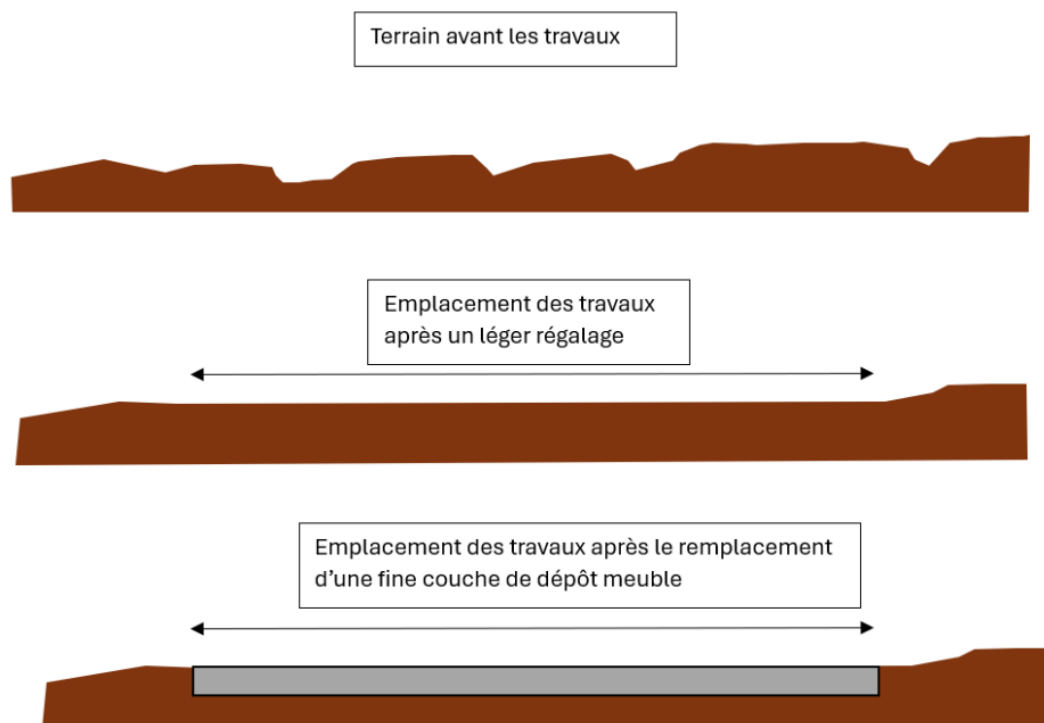 Terrain avant les travaux
Emplacement des travaux
après un léger régalage
Emplacement des travaux après le remplacement
d’une fine couche de dépôt meuble